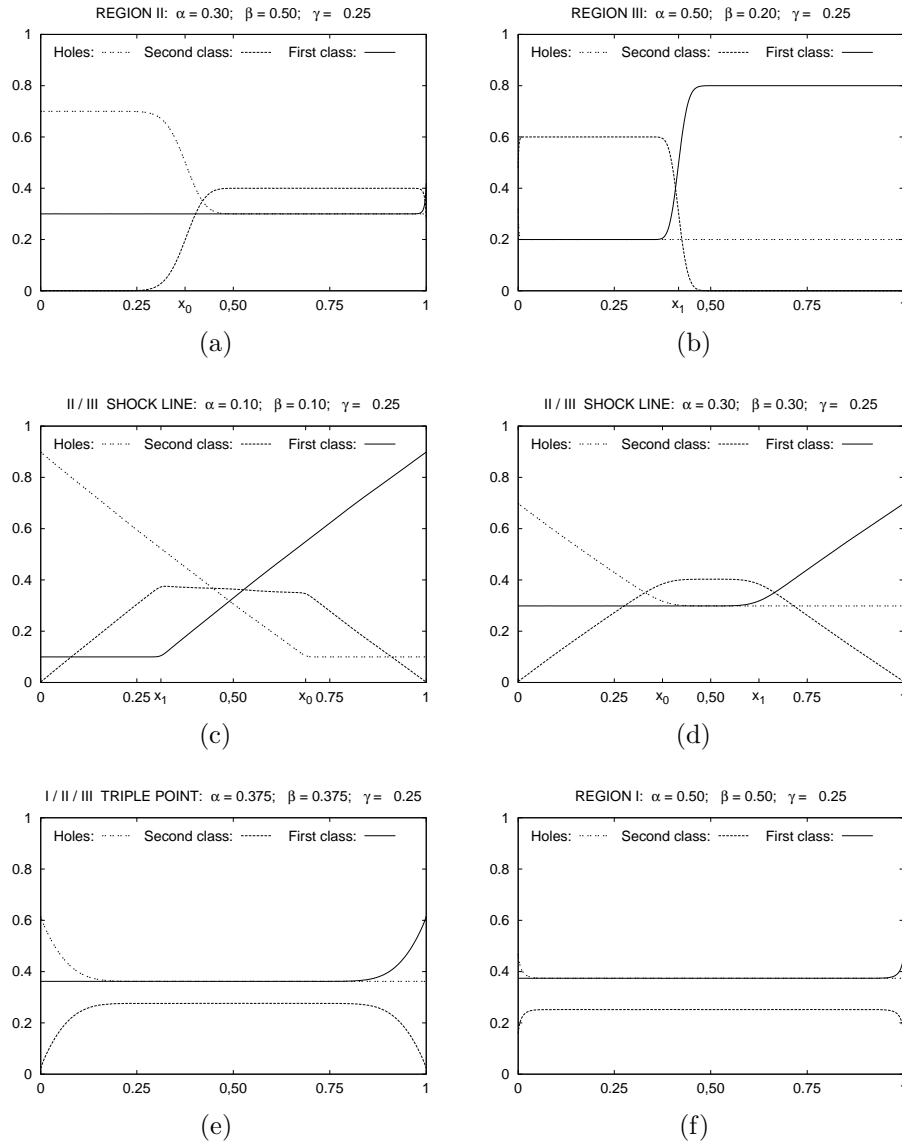 REGION II: α = 0.30; β = 0.50; γ = 0.25
Holes: Second class: First class:
0.8
0.6
0.4
0.2
0
0 0.25 x0 0,50 0.75 1
(a)
REGION III: α = 0.50; β = 0.20; γ = 0.25
Holes: Second class: First class:
0.8
0.6
0.4
0.2
0
0 0.25 x1 0,50 0.75 1
(b)
II / III SHOCK LINE: α = 0.10; β = 0.10; γ = 0.25
Holes: Second class: First class:
1
0.8
0.6
0.4
0.2
0
0 0.25 x1 0,50 x0 0.75 1
(c)
II / III SHOCK LINE: α = 0.30; β = 0.30; γ = 0.25
Holes: Second class: First class:
1
0.8
0.6
0.4
0.2
0
0 0.25 x0 0,50 x1 0.75 1
(d)
I / II / III TRIPLE POINT: α = 0.375; β = 0.375; γ = 0.25
Holes: Second class: First class:
1
0.8
0.6
0.4
0.2
0
0 0.25 0,50 0.75 1
(e)
REGION I: α = 0.50; β = 0.50; γ = 0.25
Holes: Second class: First class:
1
0.8
0.6
0.4
0.2
0
0 0.25 0,50 0.75 1
(f)